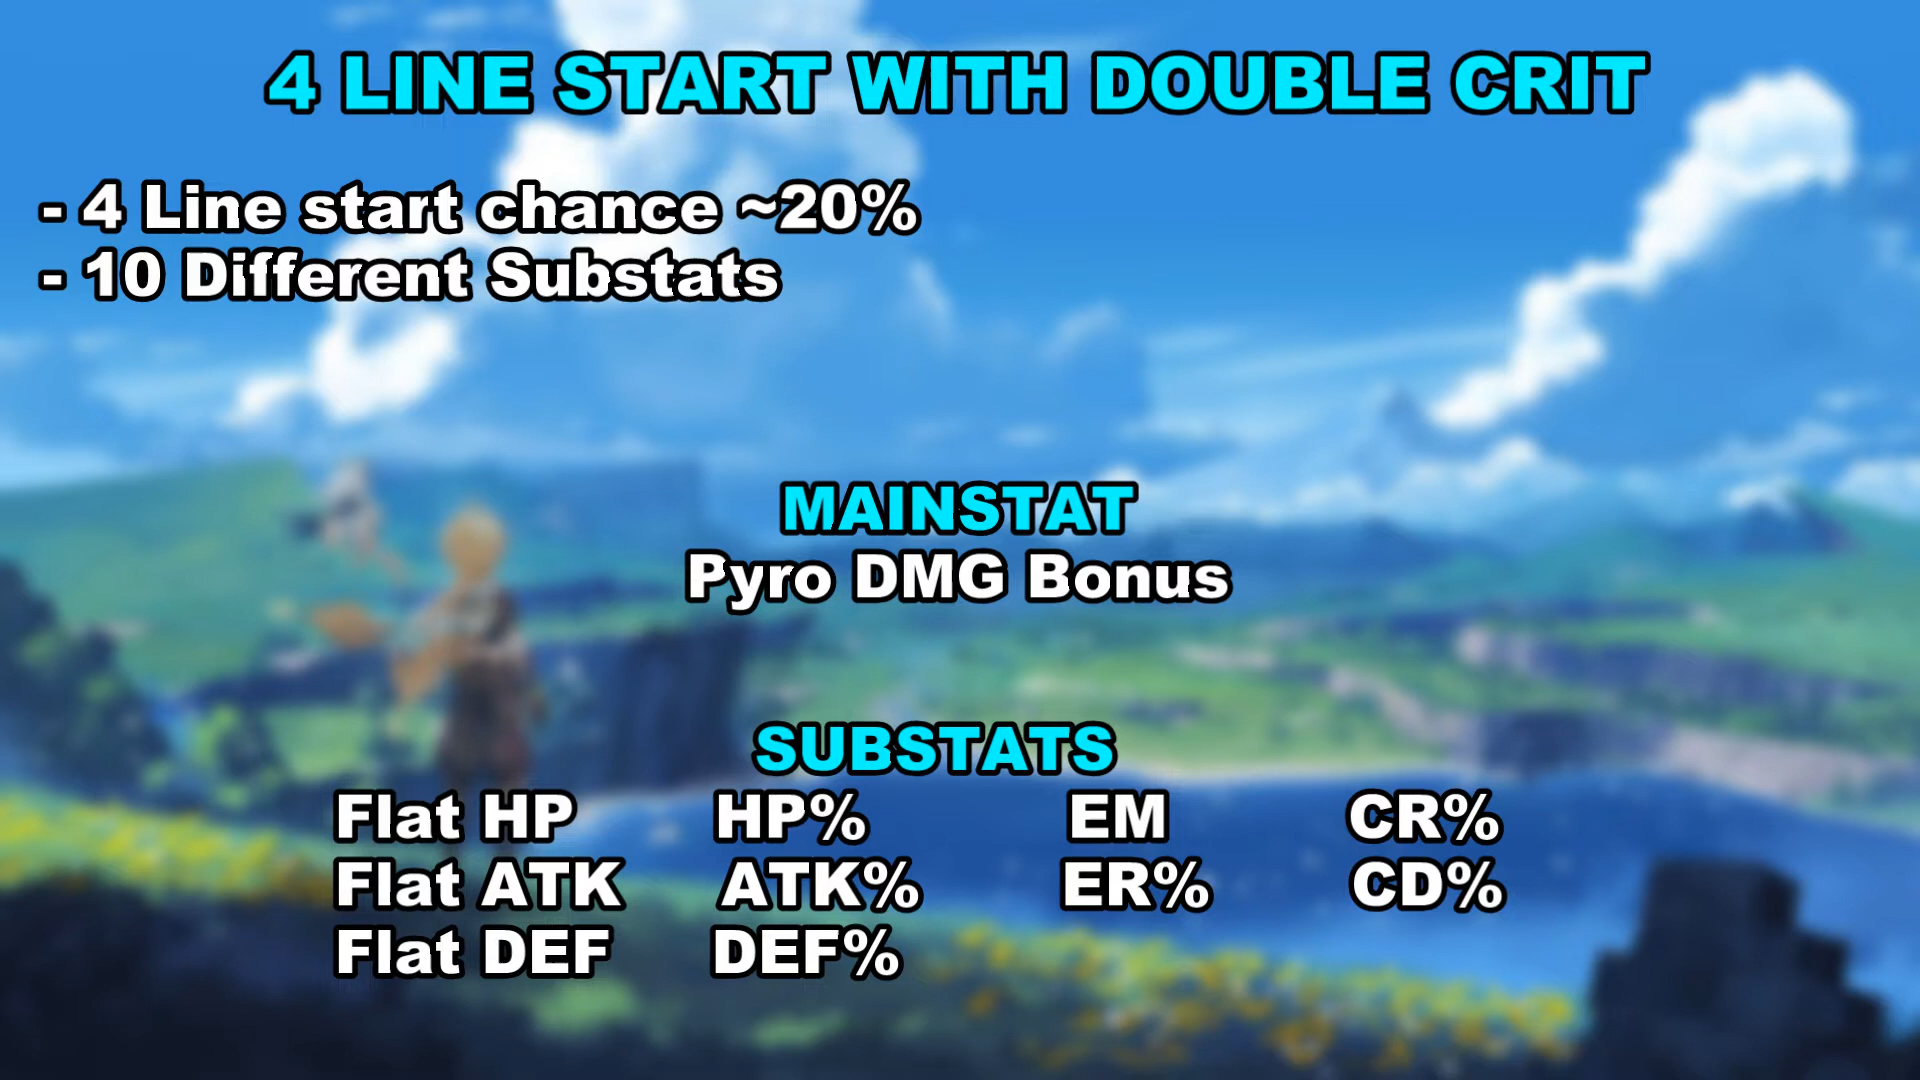 4 LINE START WITH DOUBLE CRIT
- 4 Line start chance ~20%
- 10 Different Substats
MAINSTAT
Pyro DMG Bonus
SUBSTATS
Flat HP HP% EM CR%
Flat ATK ATK% ER% CD%
Flat DEF DEF%